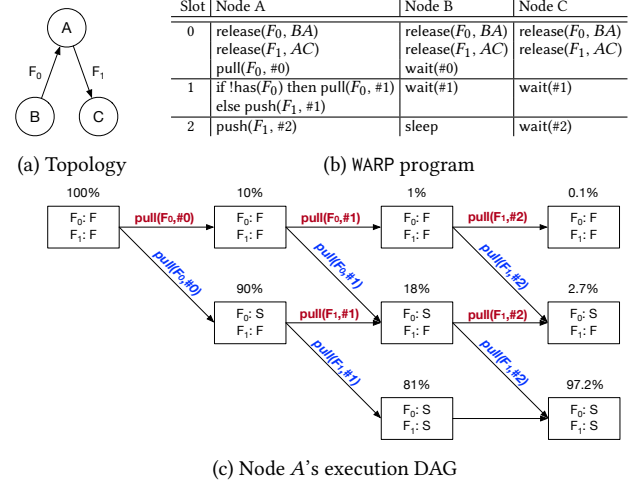 A
F₀
F₁
B
C
(a) Topology
Slot Node A Node B Node C
0 release(F₀, BA) release(F₀, BA) release(F₀, BA)
release(F₁, AC) release(F₁, AC) release(F₁, AC)
pull(F₀, #0) wait(#0)
1 if !has(F₀) then pull(F₀, #1) wait(#1) wait(#1)
else push(F₁, #1)
2 push(F₁, #2) sleep wait(#2)
(b) WARP program
100% 10% 1% 0.1%
F₀: F pull(F₀,#0) F₀: F pull(F₀,#1) F₀: F pull(F₁,#2) F₀: F
F₁: F F₁: F F₁: F F₁: F
pull(F₀,#0) pull(F₀,#1) pull(F₁,#2)
90% 18% 2.7%
F₀: S pull(F₁,#1) F₀: S pull(F₁,#2) F₀: S
F₁: F F₁: F F₁: F
pull(F₁,#1) pull(F₁,#2)
81% 97.2%
F₀: S F₀: S
F₁: S F₁: S
(c) Node A's execution DAG